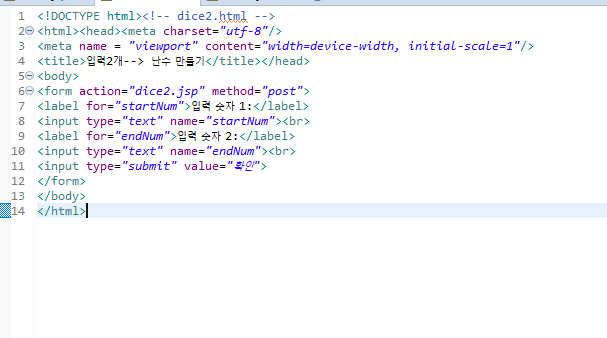 1 <!DOCTYPE html><!-- dice2.html -->
2 <html><head><meta charset="utf-8"/>
3 <meta name = "viewport" content="width=device-width, initial-scale=1"/>
4 <title>입력2개--> 난수 만들기</title></head>
5 <body>
6 <form action="dice2.jsp" method="post">
7 <label for="startNum">입력 숫자 1:</label>
8 <input type="text" name="startNum"><br>
9 <label for="endNum">입력 숫자 2:</label>
10 <input type="text" name="endNum"><br>
11 <input type="submit" value="확인">
12 </form>
13 </body>
14 </html>